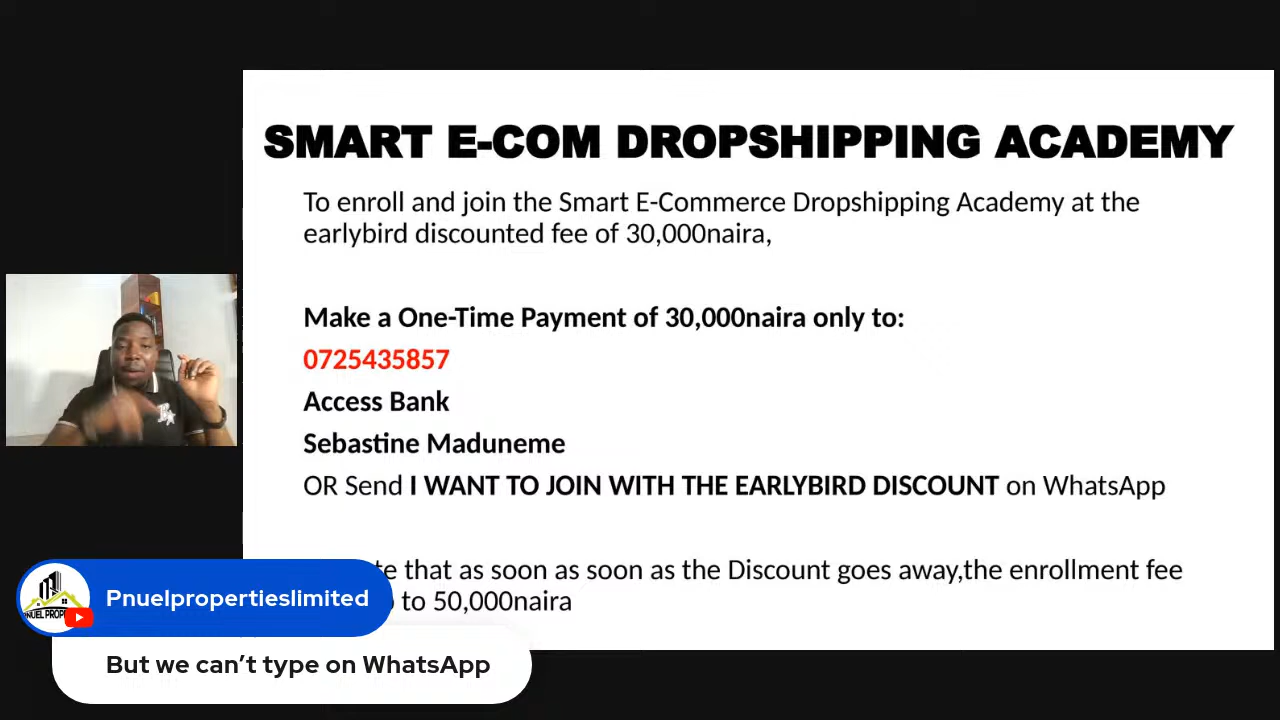 SMART E-COM DROPSHIPPING ACADEMY
To enroll and join the Smart E-Commerce Dropshipping Academy at the
earlybird discounted fee of 30,000naira,
Make a One-Time Payment of 30,000naira only to:
0725435857
Access Bank
Sebastine Maduneme
OR Send I WANT TO JOIN WITH THE EARLYBIRD DISCOUNT on WhatsApp
that as soon as soon as the Discount goes away,the enrollment fee
to 50,000naira
Pnuelpropertieslimited
But we can’t type on WhatsApp